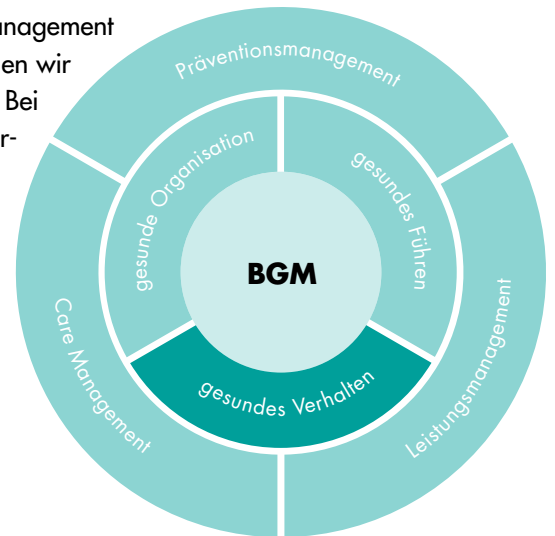 anagement
en wir
Bei
r-
Präventionsmanagement
gesunde Organisation
gesundes Führen
BGM
Care Management
gesundes Verhalten
Leistungsmanagement